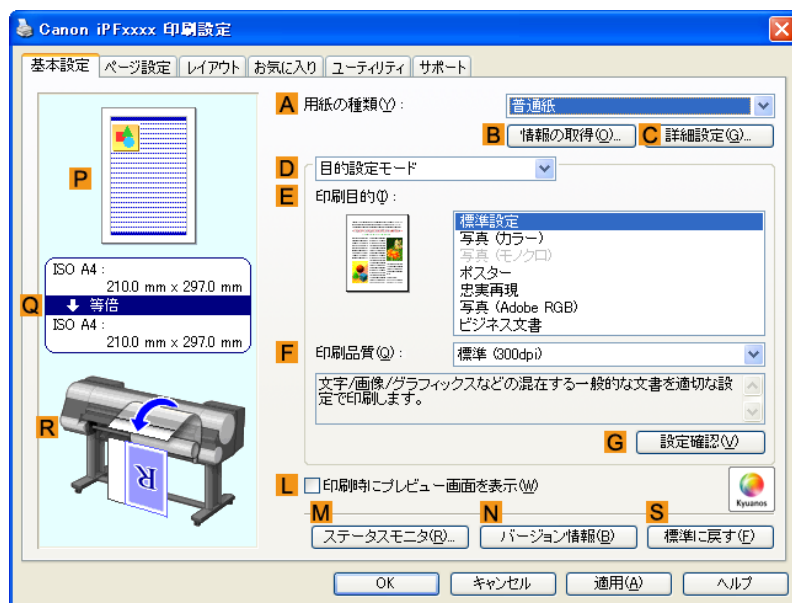 Canon iPFxxxx 印刷設定
基本設定 ページ設定 レイアウト お気に入り ユーティリティ サポート
A 用紙の種類(Y): 普通紙
B 情報の取得(O)... C 詳細設定(G)...
D 目的設定モード
E 印刷目的(I):
標準設定
写真 (カラー)
写真 (モノクロ)
ポスター
忠実再現
写真 (Adobe RGB)
ビジネス文書
F 印刷品質(Q): 標準 (300dpi)
文字/画像/グラフィックスなどの混在する一般的な文書を適切な設
定で印刷します。
G 設定確認(V)
P
Q
ISO A4 :
210.0 mm x 297.0 mm
等倍
ISO A4 :
210.0 mm x 297.0 mm
R
R
L 印刷時にプレビュー画面を表示(W)
Kyuanos
M N S
ステータスモニタ(R)... バージョン情報(B) 標準に戻す(F)
OK キャンセル 適用(A) ヘルプ